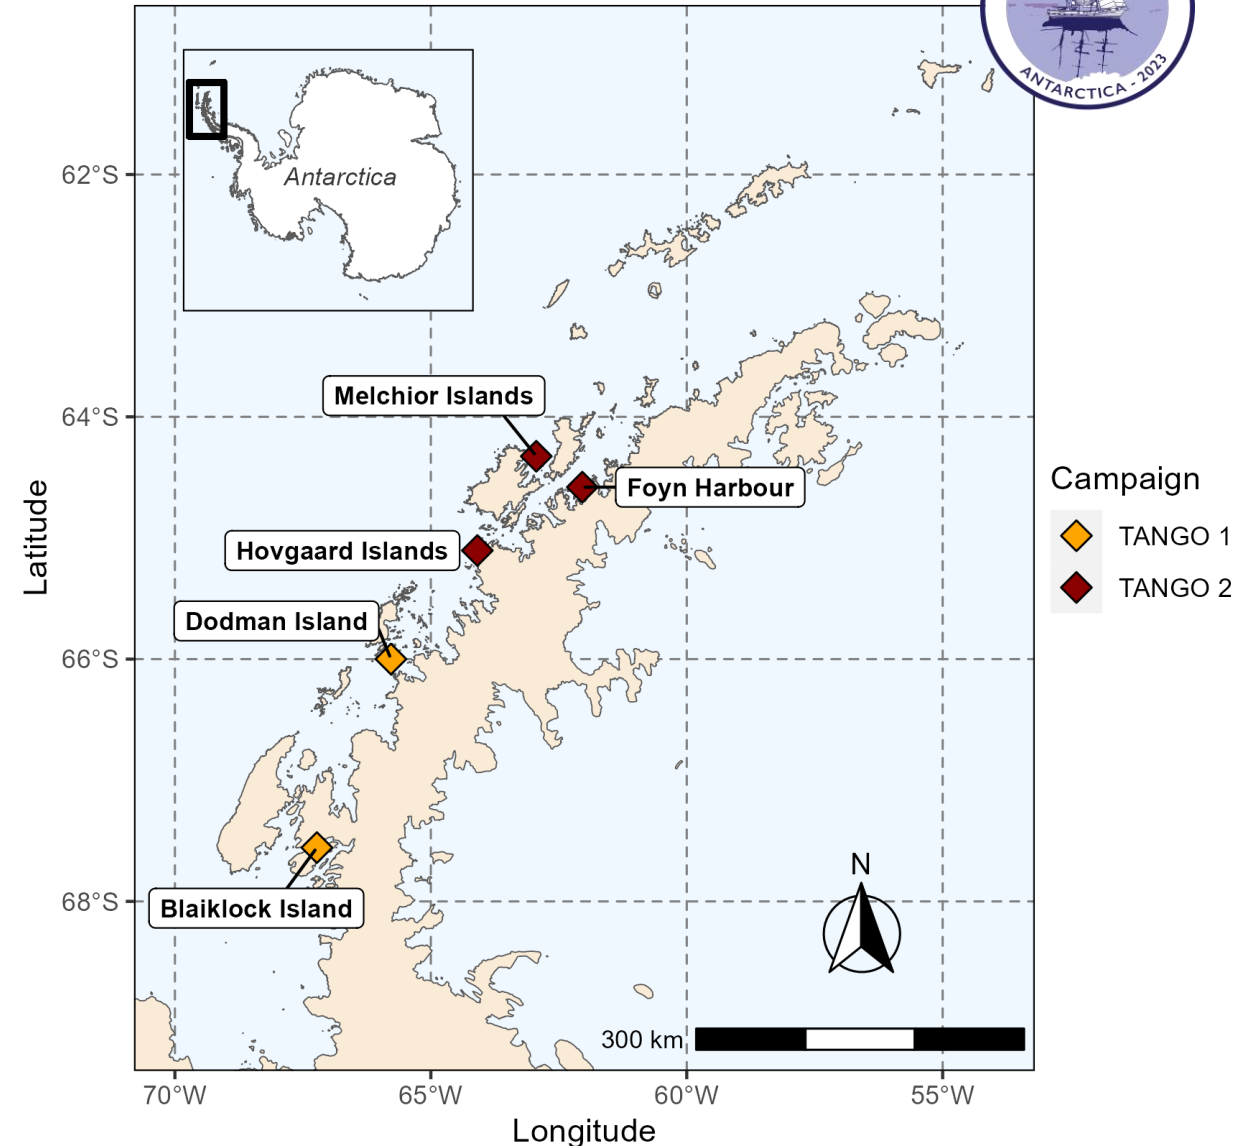 ANTARCTICA - 2023
Antarctica
62°S
64°S
66°S
68°S
Latitude
Melchior Islands
Foyn Harbour
Hovgaard Islands
Dodman Island
Blaiklock Island
N
300 km
70°W
65°W
60°W
55°W
Longitude
Campaign
TANGO 1
TANGO 2